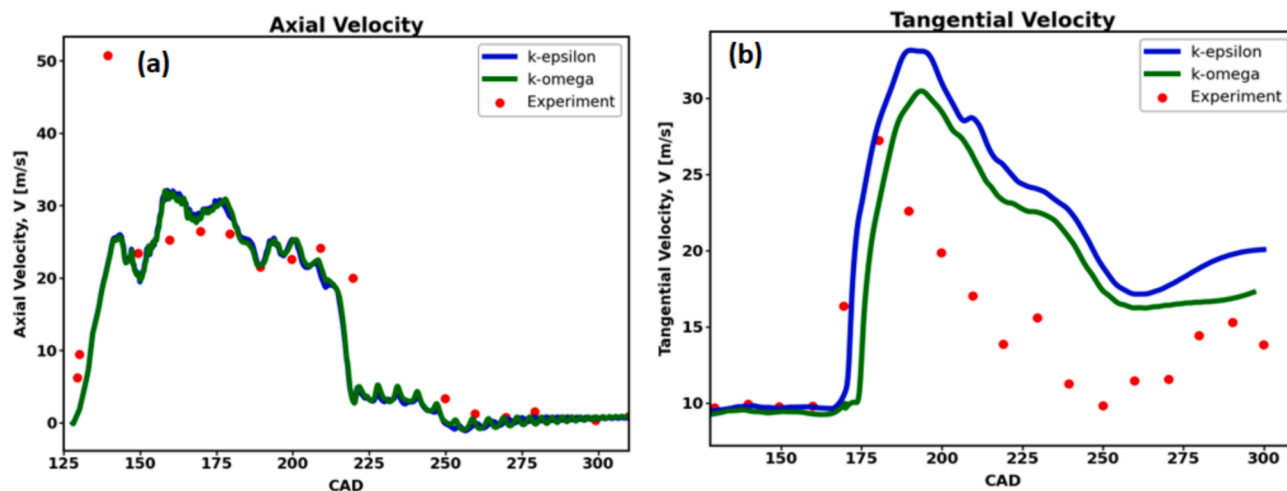 Axial Velocity
(a)
k-epsilon
k-omega
Experiment
50
40
30
20
10
0
Axial Velocity, V [m/s]
125 150 175 200 225 250 275 300
CAD
Tangential Velocity
(b)
k-epsilon
k-omega
Experiment
30
25
20
15
10
Tangential Velocity, V [m/s]
150 175 200 225 250 275 300
CAD